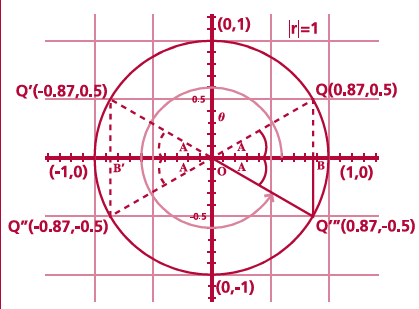 (0,1) |r|=1
Q'(-0.87,0.5) Q(0.87,0.5)
0.5
θ
A A
(-1,0) B' A O A B (1,0)
-0.5
Q''(-0.87,-0.5) Q'''(0.87,-0.5)
(0,-1)